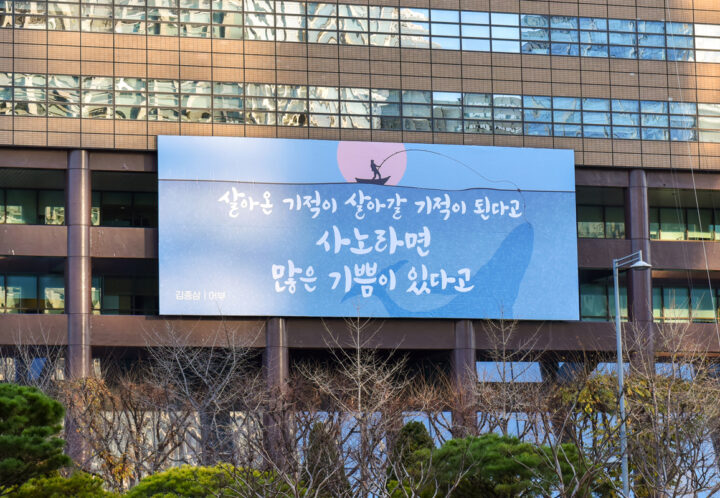 살아온 기적이 살아갈 기적이 된다고
사노라면
많은 기쁨이 있다고
김종삼 | 어부